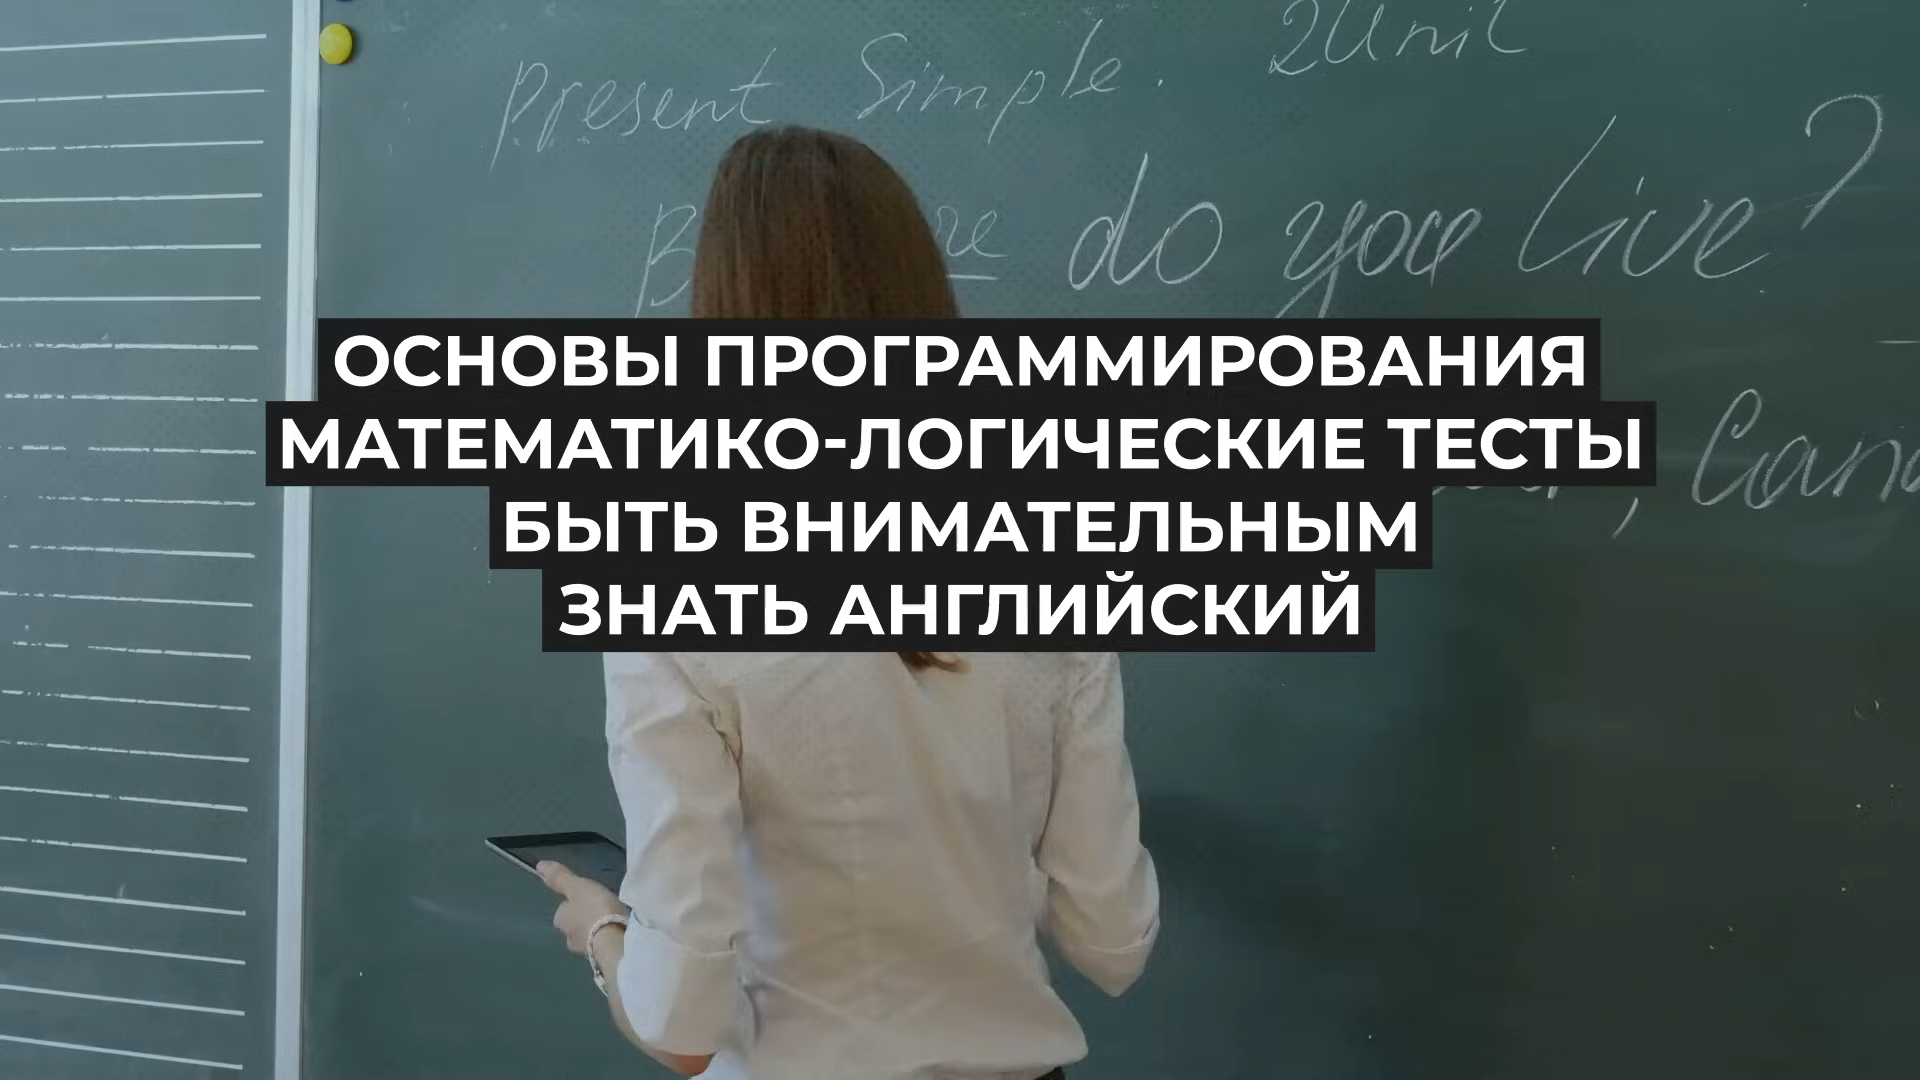 Present Simple. 2Unit
do you live?
ОСНОВЫ ПРОГРАММИРОВАНИЯ
МАТЕМАТИКО-ЛОГИЧЕСКИЕ ТЕСТЫ
БЫТЬ ВНИМАТЕЛЬНЫМ
ЗНАТЬ АНГЛИЙСКИЙ